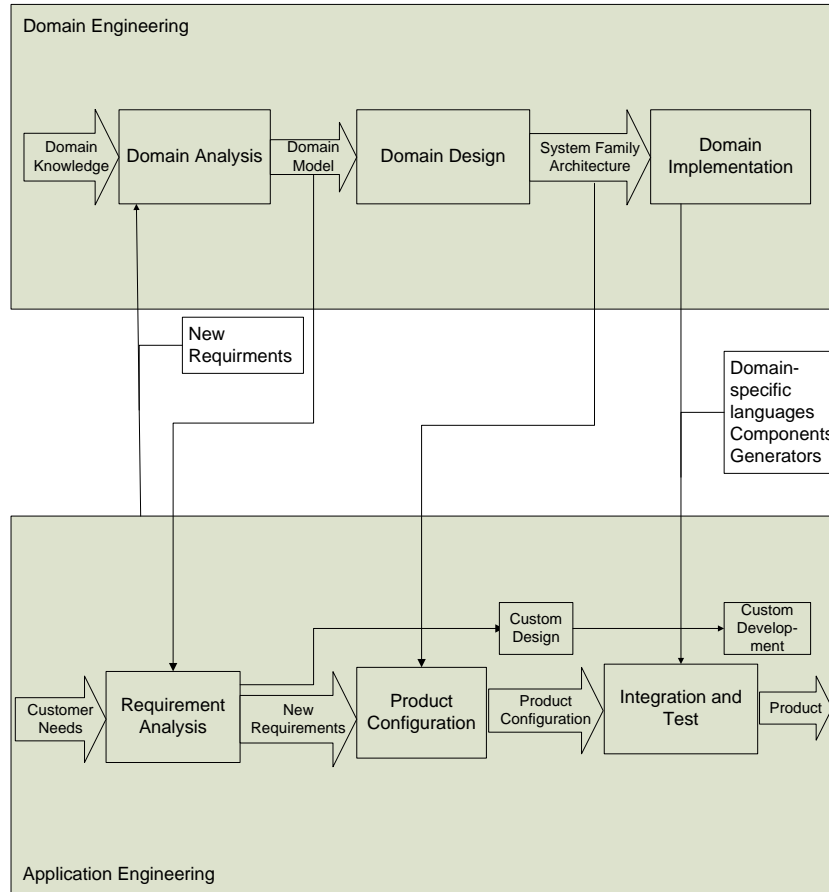 Domain Engineering
Domain
Knowledge
Domain Analysis
Domain
Model
Domain Design
System Family
Architecture
Domain
Implementation
New
Requirments
Domain-
specific
languages
Components
Generators
Custom
Design
Custom
Develop-
ment
Customer
Needs
Requirement
Analysis
New
Requirements
Product
Configuration
Product
Configuration
Integration and
Test
Product
Application Engineering